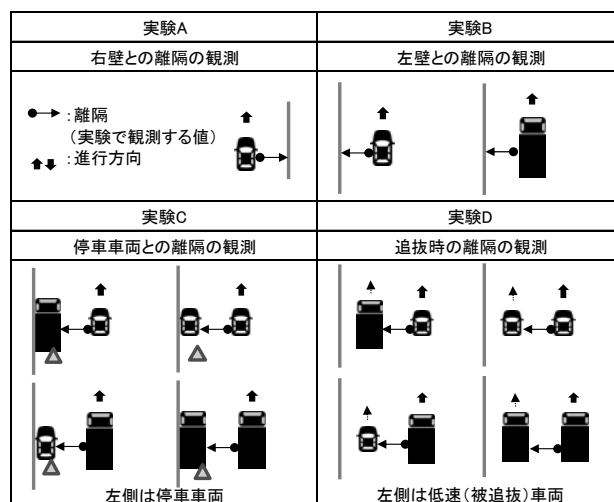 実験A
実験B
右壁との離隔の観測
左壁との離隔の観測
:離隔
(実験で観測する値)
:進行方向
実験C
実験D
停車車両との離隔の観測
追抜時の離隔の観測
左側は停車車両
左側は低速(被追抜)車両